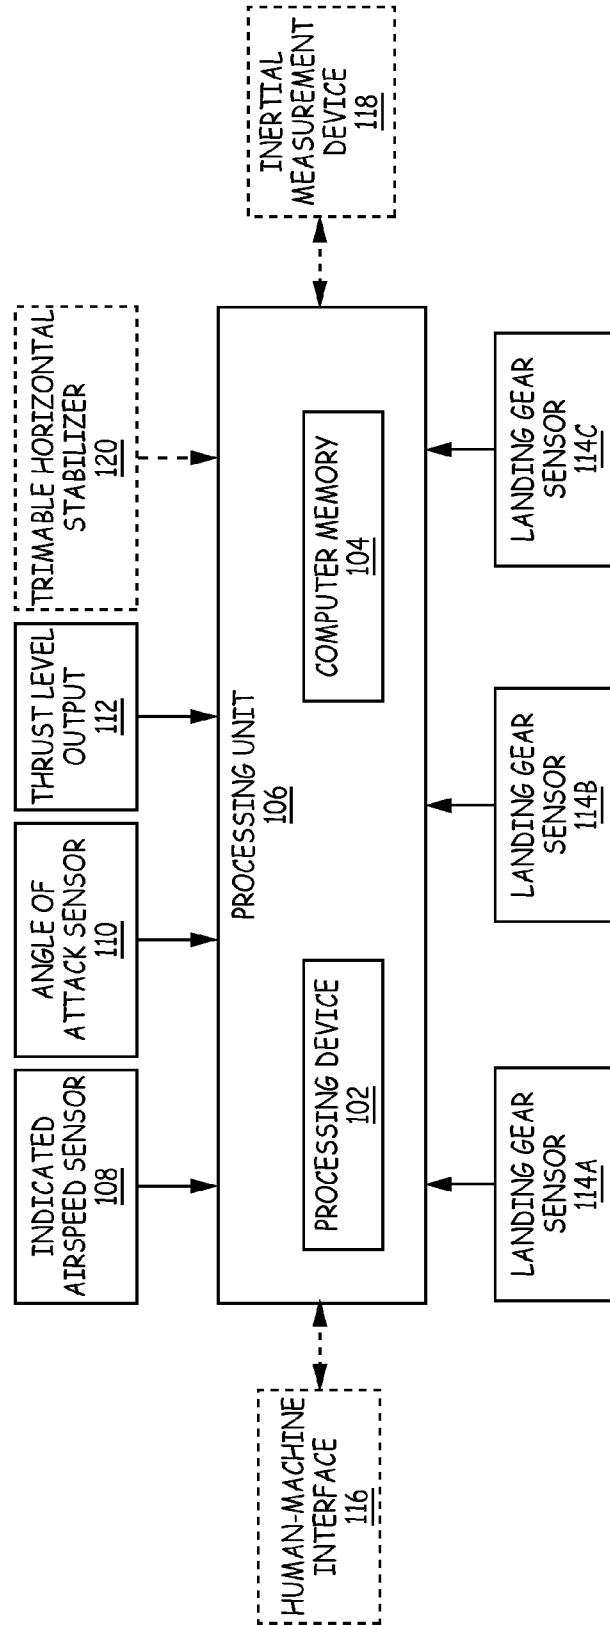 INDICATED
AIRSPEED SENSOR
108
ANGLE OF
ATTACK SENSOR
110
THRUST LEVEL
OUTPUT
112
TRIMABLE HORIZONTAL
STABILIZER
120
HUMAN-MACHINE
INTERFACE
116
PROCESSING UNIT
106
PROCESSING DEVICE
102
COMPUTER MEMORY
104
INERTIAL
MEASUREMENT
DEVICE
118
LANDING GEAR
SENSOR
114A
LANDING GEAR
SENSOR
114B
LANDING GEAR
SENSOR
114C